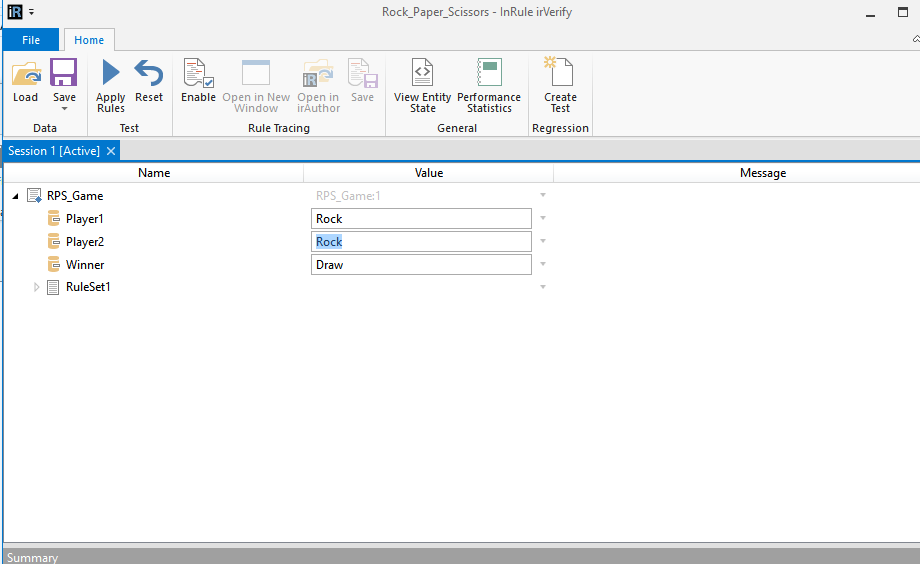 iR Rock_Paper_Scissors - InRule irVerify
File Home
Load Save Apply Rules Reset Enable Open in New Window Open in irAuthor Save View Entity State Performance Statistics Create Test
Data Test Rule Tracing General Regression
Session 1 [Active]
Name Value Message
RPS_Game RPS_Game:1
Player1 Rock
Player2 Rock
Winner Draw
RuleSet1
Summary